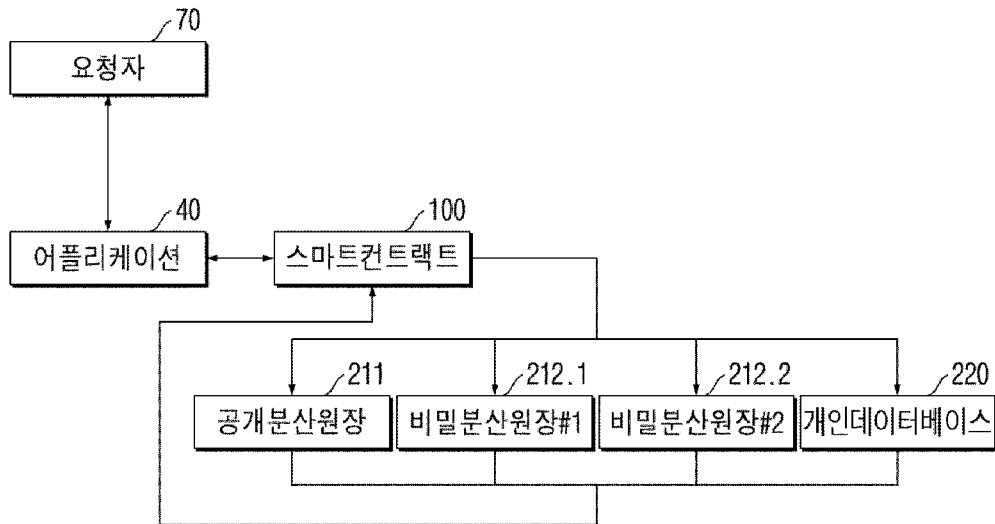 70
요청자
40
어플리케이션
100
스마트컨트랙트
211
공개분산원장
212.1
비밀분산원장#1
212.2
비밀분산원장#2
220
개인데이터베이스